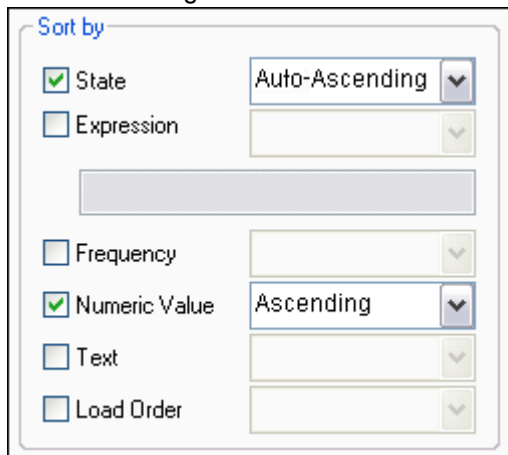 Sort by
State Auto-Ascending
Expression
Frequency
Numeric Value Ascending
Text
Load Order